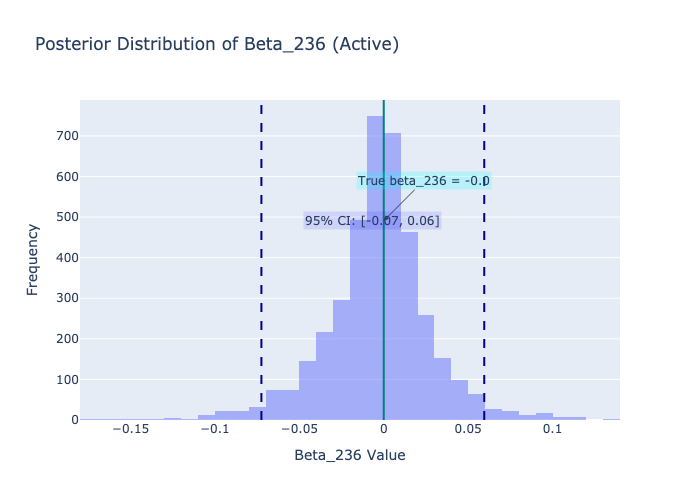 Posterior Distribution of Beta_236 (Active)
700
600
500
400
300
200
100
0
Frequency
True beta_236 = -0.0
95% CI: [-0.07, 0.06]
−0.15
−0.1
−0.05
0
0.05
0.1
Beta_236 Value